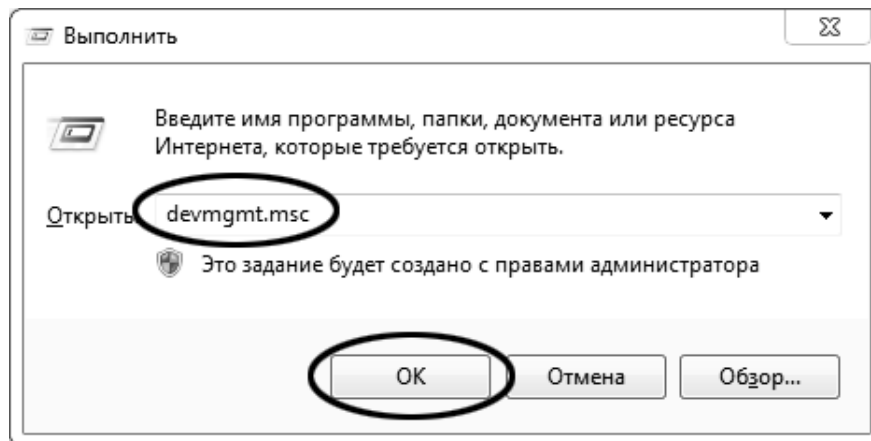 Выполнить
Введите имя программы, папки, документа или ресурса
Интернета, которые требуется открыть.
Открыть devmgmt.msc
Это задание будет создано с правами администратора
OK Отмена Обзор...